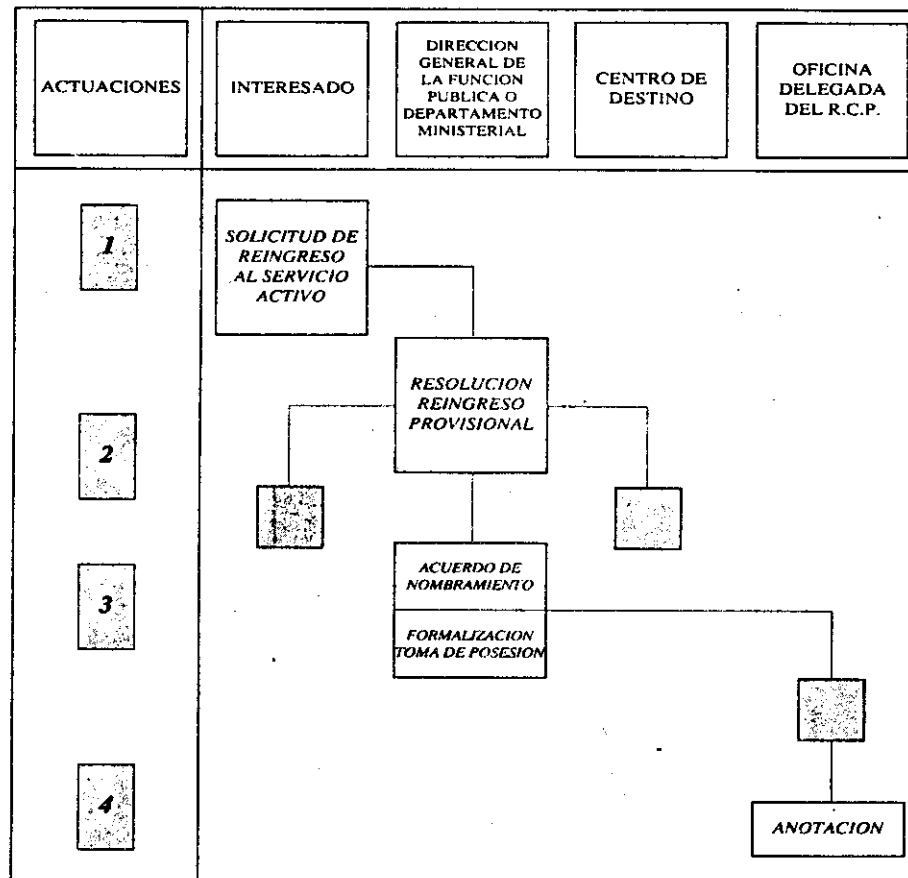 ACTUACIONES
INTERESADO
DIRECCION
GENERAL DE
LA FUNCION
PUBLICA O
DEPARTAMENTO
MINISTERIAL
CENTRO DE
DESTINO
OFICINA
DELEGADA
DEL R.C.P.
1
SOLICITUD DE
REINGRESO
AL SERVICIO
ACTIVO
RESOLUCION
REINGRESO
PROVISIONAL
2
3
ACUERDO DE
NOMBRAMIENTO
FORMALIZACION
TOMA DE POSESION
4
ANOTACION